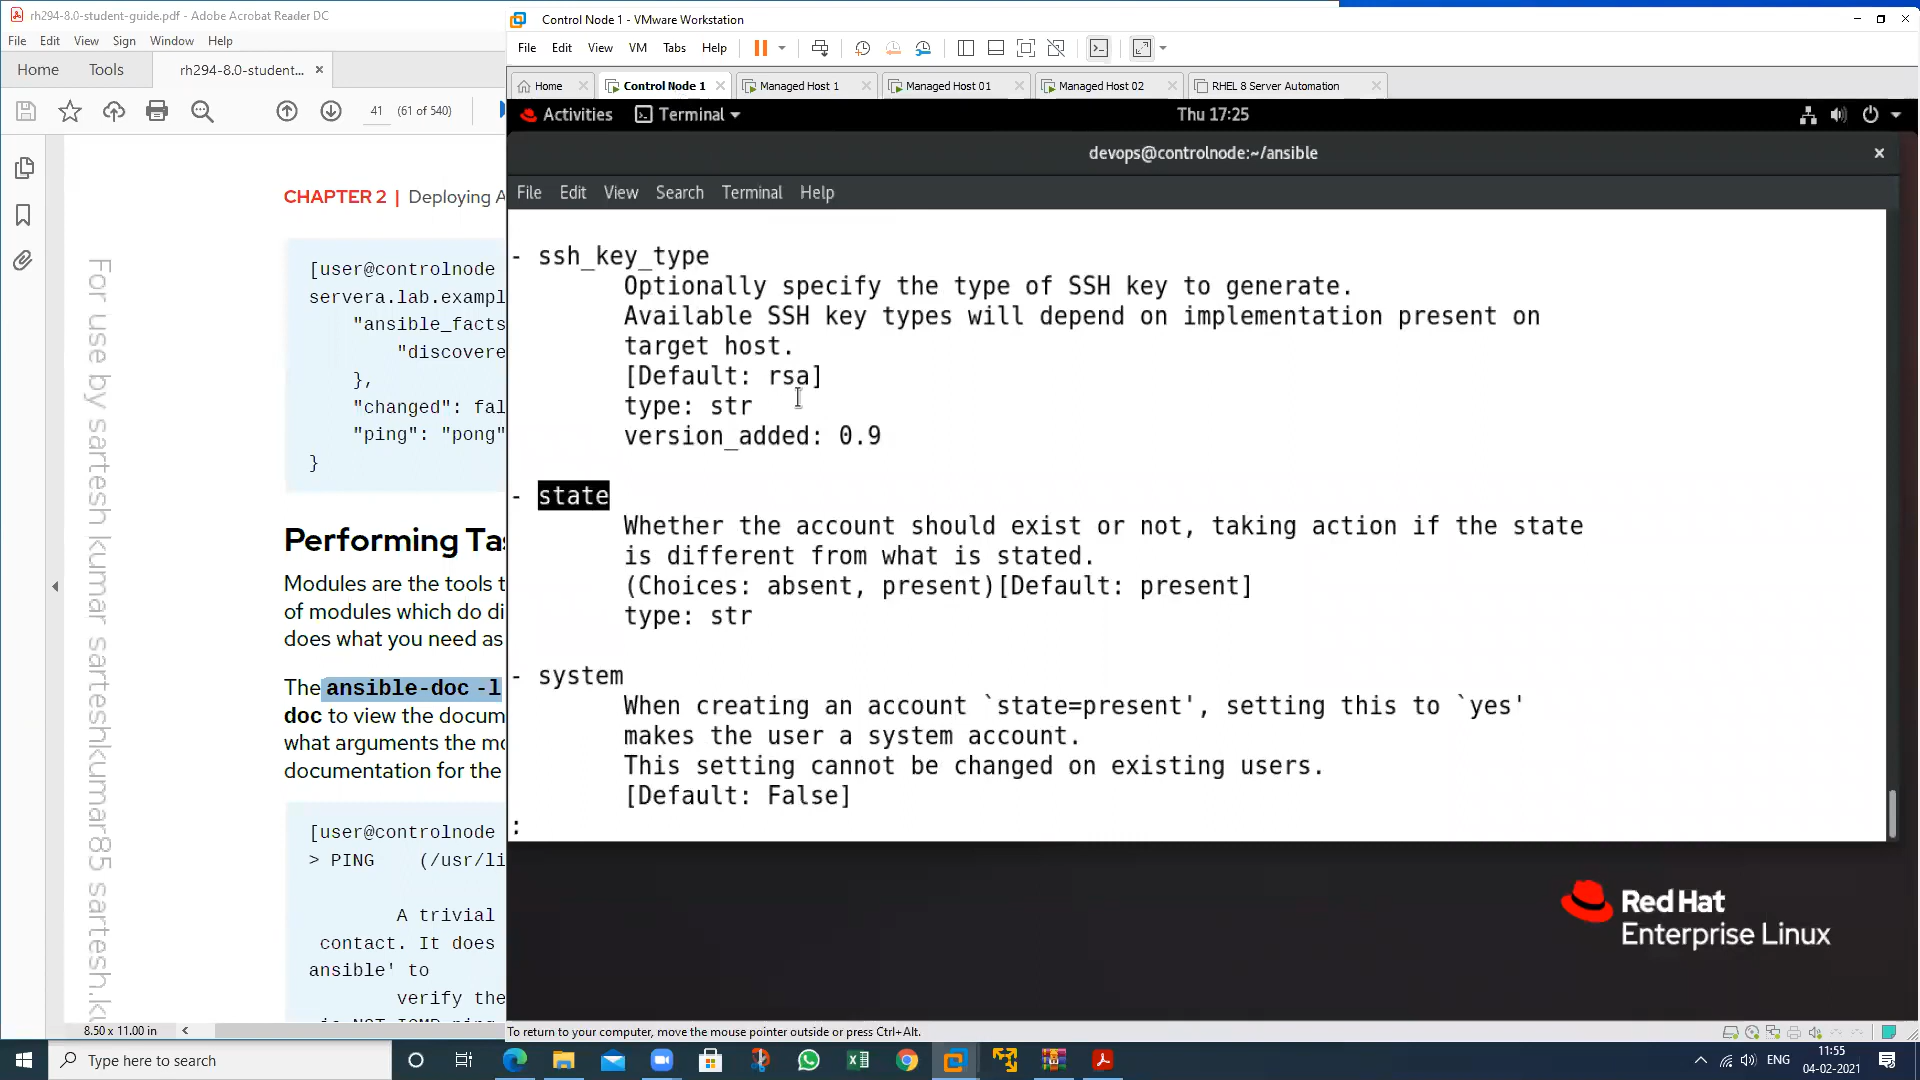 rh294-8.0-student-guide.pdf - Adobe Acrobat Reader DC
File Edit View Sign Window Help
Home Tools rh294-8.0-student... ×
41 (61 of 540)
CHAPTER 2 | Deploying A
[user@controlnode
servera.lab.exampl
"ansible_facts
"discovere
},
"changed": fal
"ping": "pong"
}
Performing Ta
Modules are the tools t
of modules which do di
does what you need as
The ansible-doc -l
doc to view the docum
what arguments the mo
documentation for the
[user@controlnode
> PING (/usr/li
A trivial
contact. It does
ansible' to
verify the
is NOT ICMP ping
For use by sartesh kumar sarteshkumar85 sartesh.ku
8.50 x 11.00 in
Control Node 1 - VMware Workstation
File Edit View VM Tabs Help
Home Control Node 1 Managed Host 1 Managed Host 01 Managed Host 02 RHEL 8 Server Automation
Activities Terminal Thu 17:25
devops@controlnode:~/ansible
File Edit View Search Terminal Help
- ssh_key_type
Optionally specify the type of SSH key to generate.
Available SSH key types will depend on implementation present on
target host.
[Default: rsa]
type: str
version_added: 0.9
- state
Whether the account should exist or not, taking action if the state
is different from what is stated.
(Choices: absent, present)[Default: present]
type: str
- system
When creating an account `state=present', setting this to `yes'
makes the user a system account.
This setting cannot be changed on existing users.
[Default: False]
:
Red Hat
Enterprise Linux
To return to your computer, move the mouse pointer outside or press Ctrl+Alt.
Type here to search
ENG
11:55
04-02-2021